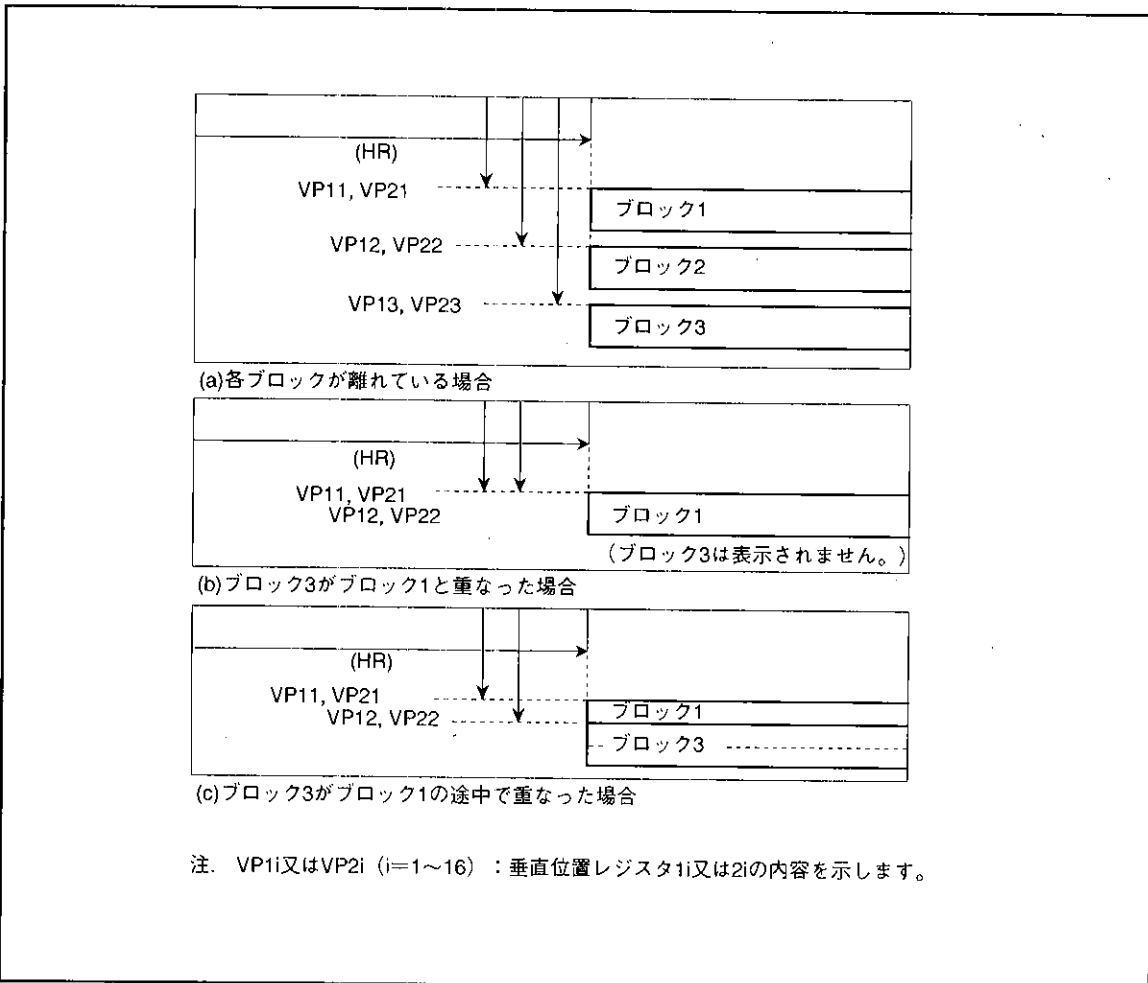 (HR)
VP11, VP21
ブロック1
VP12, VP22
ブロック2
VP13, VP23
ブロック3
(a)各ブロックが離れている場合
(HR)
VP11, VP21
VP12, VP22
ブロック1
（ブロック3は表示されません。）
(b)ブロック3がブロック1と重なった場合
(HR)
VP11, VP21
ブロック1
VP12, VP22
ブロック3
(c)ブロック3がブロック1の途中で重なった場合
注. VP1i又はVP2i（i＝1～16）：垂直位置レジスタ1i又は2iの内容を示します。